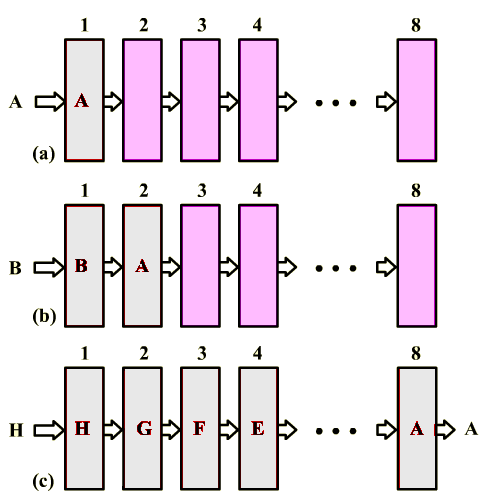 1 2 3 4 8
A A • • •
(a)
1 2 3 4 8
B B A • • •
(b)
1 2 3 4 8
H H G F E • • • A A
(c)